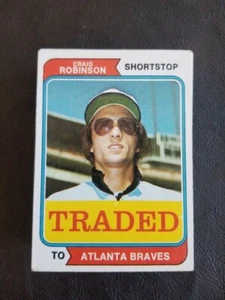 CRAIG
ROBINSON
SHORTSTOP
TRADED
TO
ATLANTA BRAVES